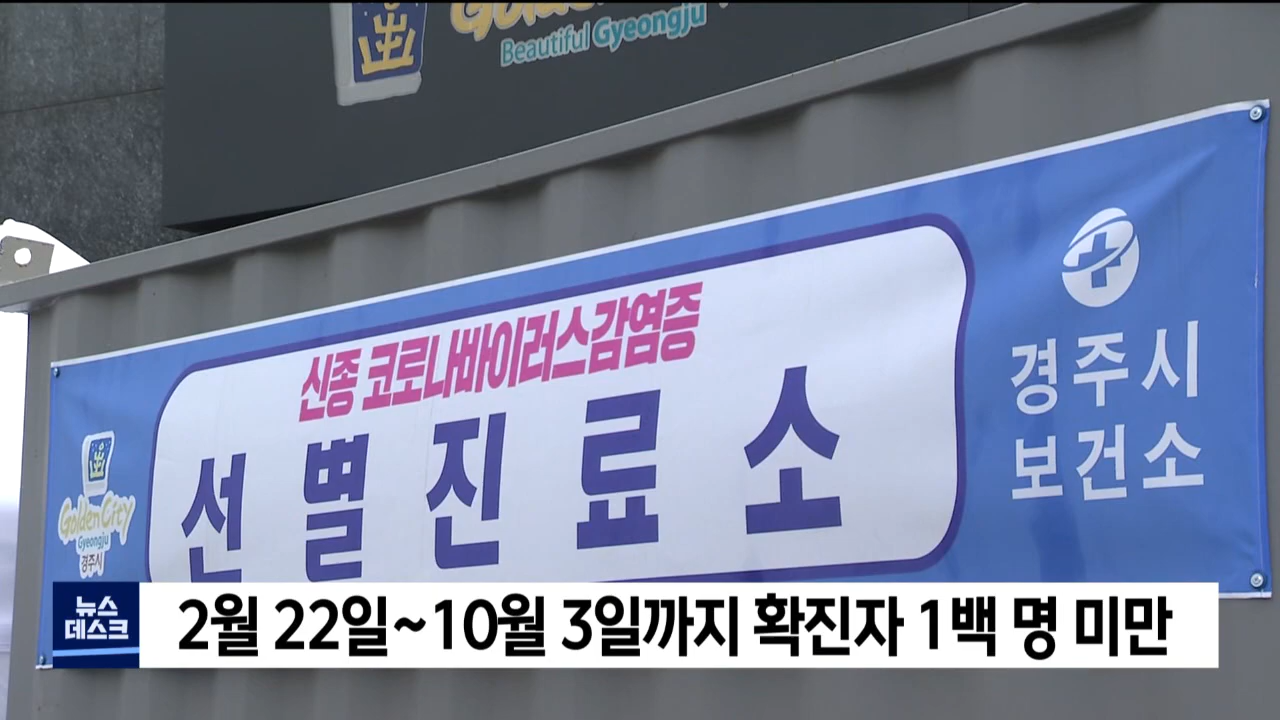 Golden City
Beautiful Gyeongju
신종 코로나바이러스감염증
선별진료소
경주시
보건소
Golden City
Gyeongju
경주시
뉴스
데스크
2월 22일~10월 3일까지 확진자 1백 명 미만